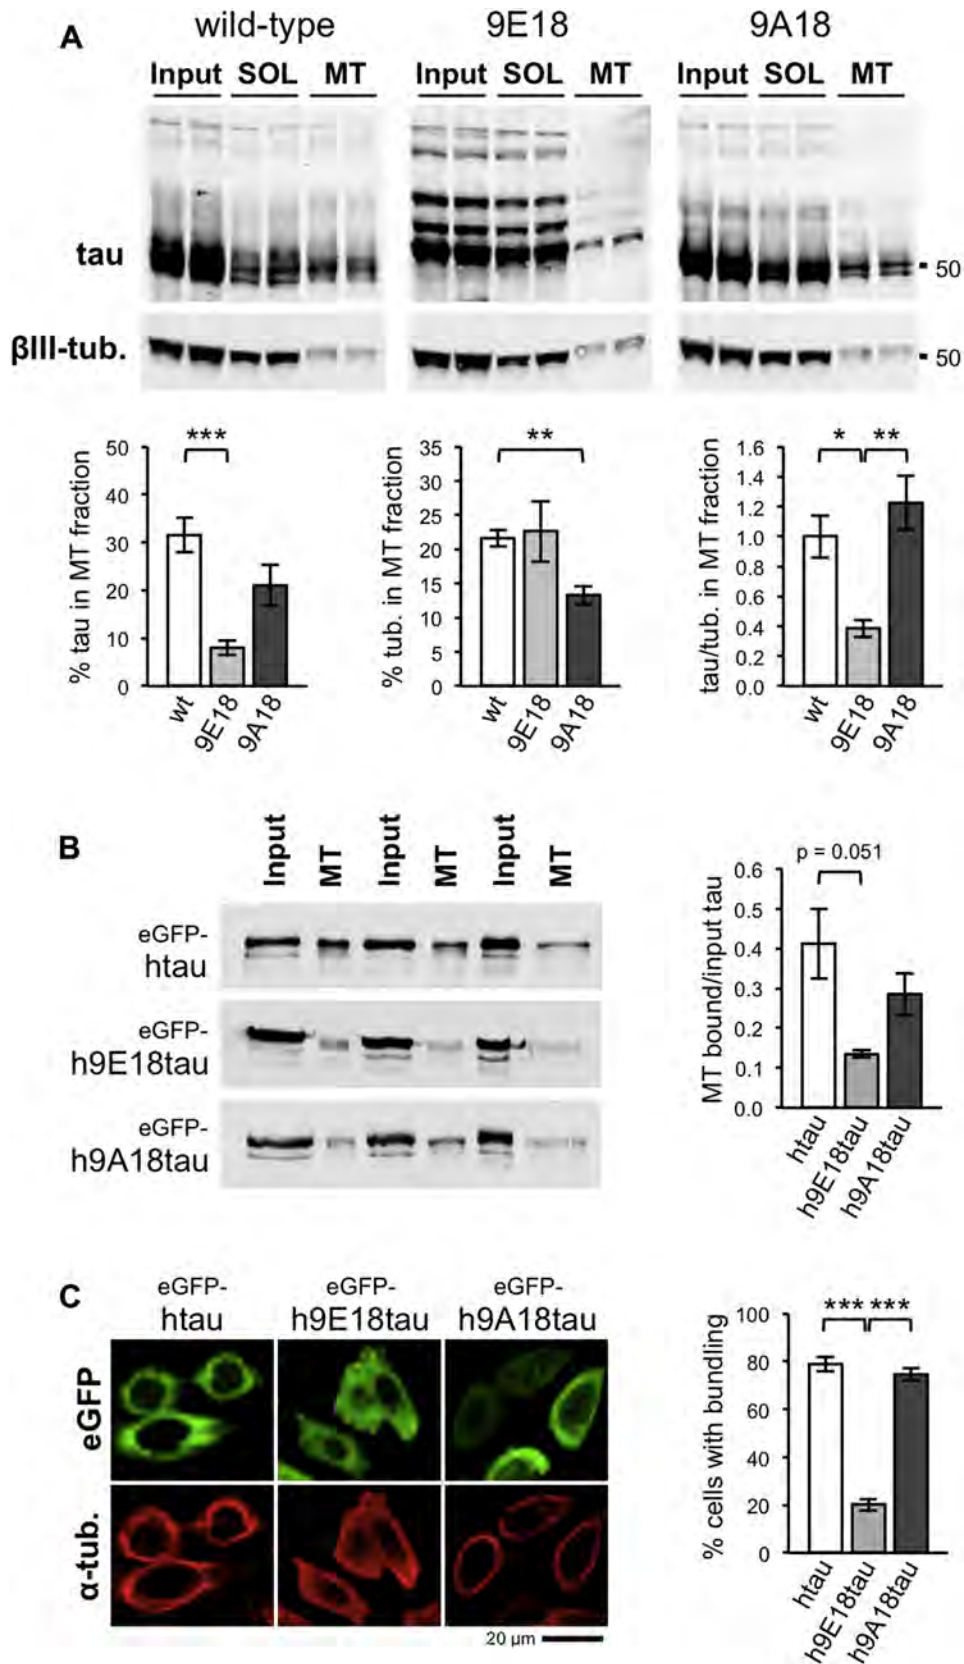 A
wild-type 9E18 9A18
Input SOL MT Input SOL MT Input SOL MT
tau
50
βIII-tub.
50
% tau in MT fraction
50
40
30
20
10
0
***
wt
9E18
9A18
% tub. in MT fraction
35
30
25
20
15
10
5
0
**
wt
9E18
9A18
tau/tub. in MT fraction
1.6
1.4
1.2
1.0
0.8
0.6
0.4
0.2
0.0
* **
wt
9E18
9A18
B
Input MT Input MT Input MT
eGFP-
htau
eGFP-
h9E18tau
eGFP-
h9A18tau
MT bound/input tau
0.6
0.5
0.4
0.3
0.2
0.1
0.0
p = 0.051
htau
h9E18tau
h9A18tau
C
eGFP- eGFP- eGFP-
htau h9E18tau h9A18tau
eGFP
α-tub.
20 µm
% cells with bundling
100
80
60
40
20
0
*** ***
htau
h9E18tau
h9A18tau